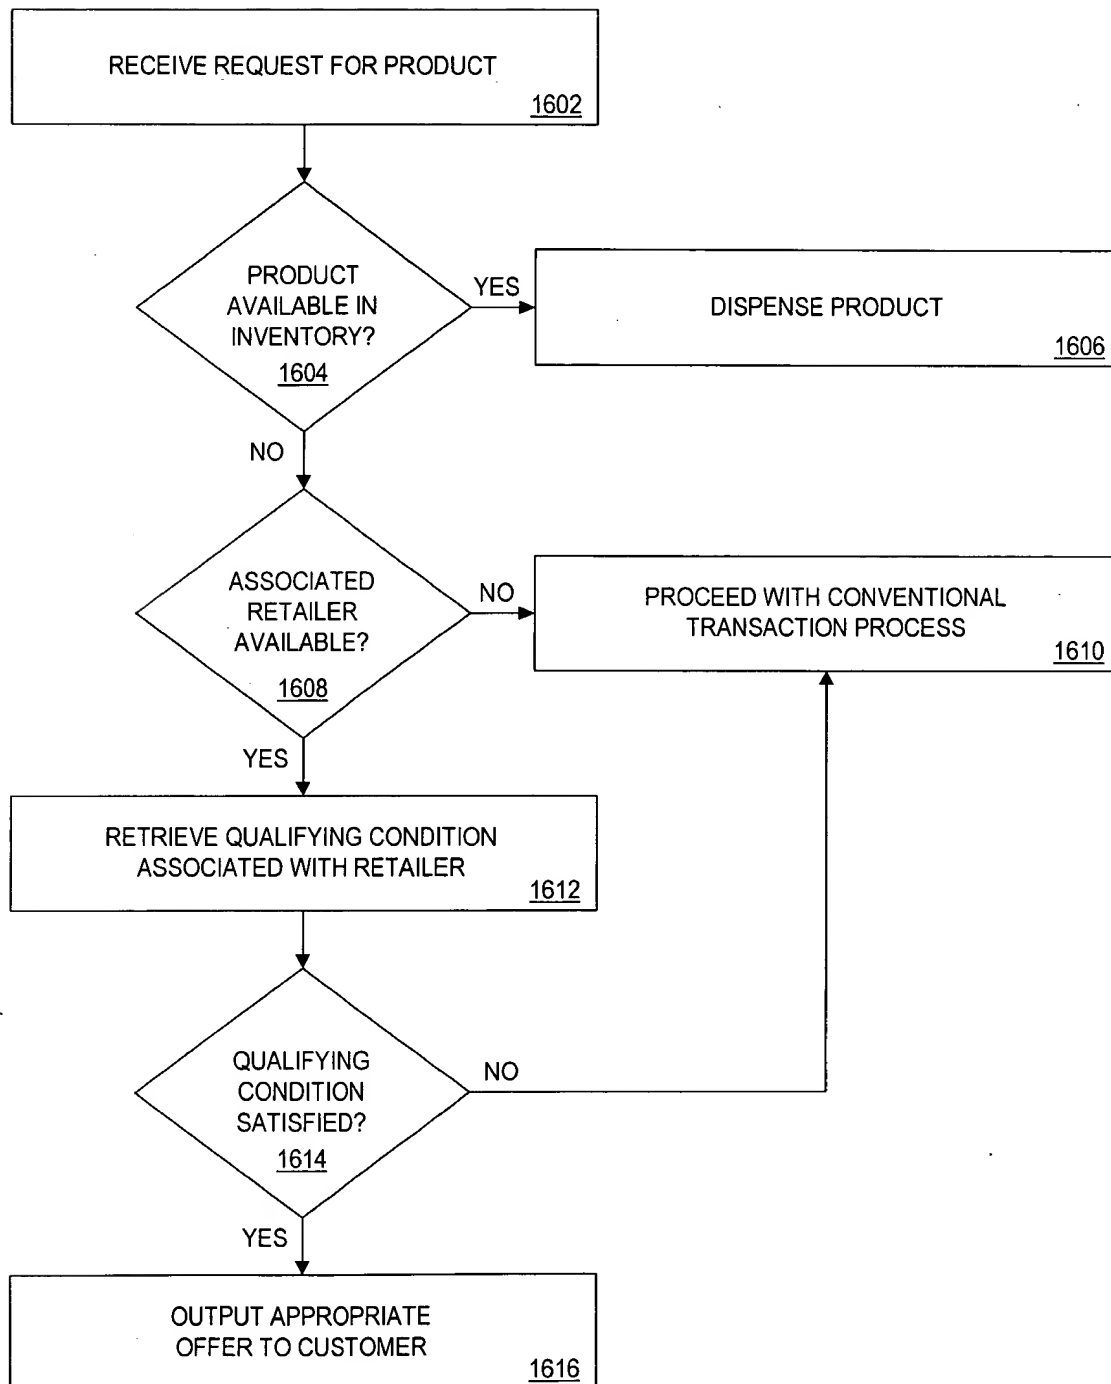 RECEIVE REQUEST FOR PRODUCT
1602
PRODUCT
AVAILABLE IN
INVENTORY?
1604
YES
DISPENSE PRODUCT
1606
NO
ASSOCIATED
RETAILER
AVAILABLE?
1608
NO
PROCEED WITH CONVENTIONAL
TRANSACTION PROCESS
1610
YES
RETRIEVE QUALIFYING CONDITION
ASSOCIATED WITH RETAILER
1612
QUALIFYING
CONDITION
SATISFIED?
1614
NO
YES
OUTPUT APPROPRIATE
OFFER TO CUSTOMER
1616